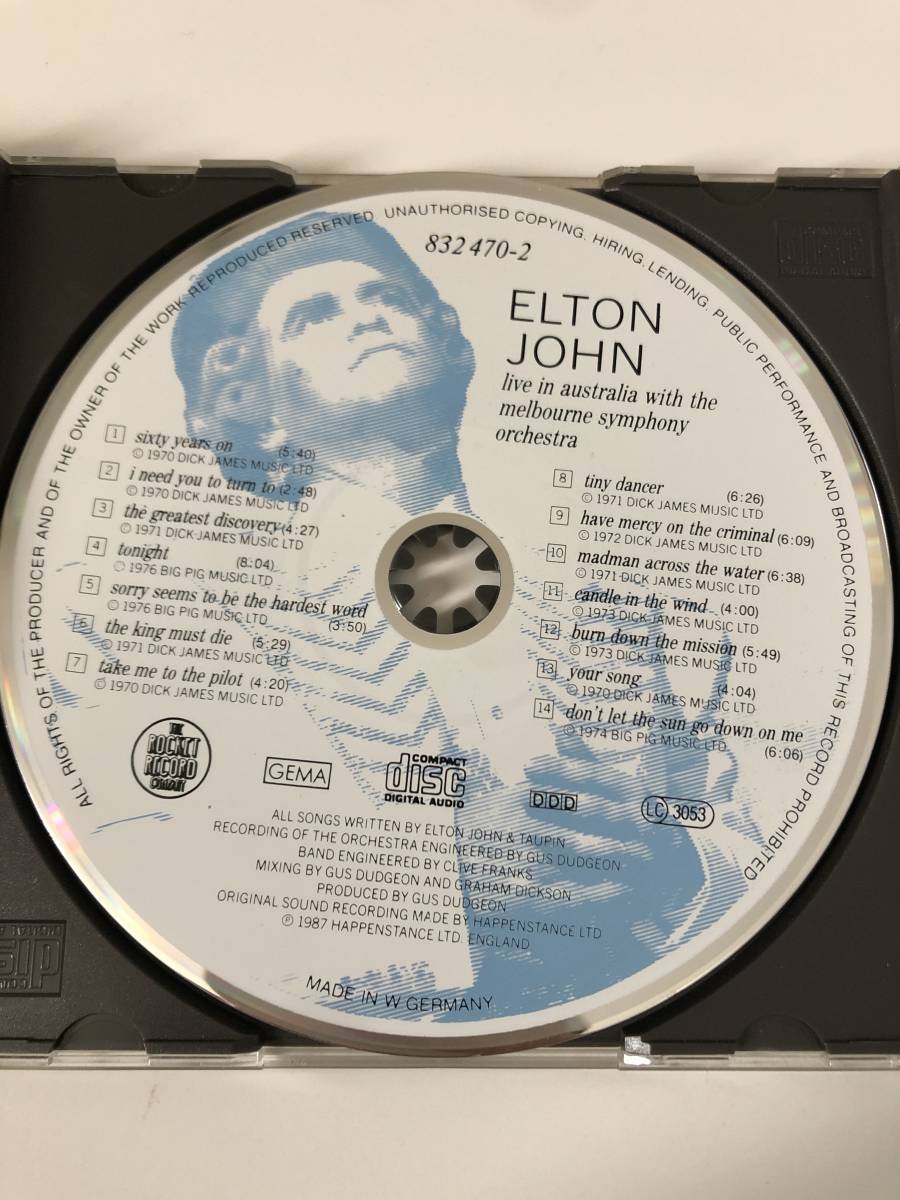 ALL RIGHTS OF THE PRODUCER AND OF THE OWNER OF THE WORK REPRODUCED RESERVED. UNAUTHORISED COPYING, HIRING, LENDING, PUBLIC PERFORMANCE AND BROADCASTING OF THIS RECORD PROHIBITED
832 470-2
ELTON
JOHN
live in australia with the
melbourne symphony
orchestra
1 sixty years on (5:40)
© 1970 DICK JAMES MUSIC LTD
2 i need you to turn to (2:48)
© 1970 DICK JAMES MUSIC LTD
3 the greatest discovery (4:27)
© 1971 DICK JAMES MUSIC LTD
4 tonight (8:04)
© 1976 BIG PIG MUSIC LTD
5 sorry seems to be the hardest word
© 1976 BIG PIG MUSIC LTD (3:50)
6 the king must die (5:29)
© 1971 DICK JAMES MUSIC LTD
7 take me to the pilot (4:20)
© 1970 DICK JAMES MUSIC LTD
8 tiny dancer (6:26)
© 1971 DICK JAMES MUSIC LTD
9 have mercy on the criminal (6:09)
© 1972 DICK JAMES MUSIC LTD
10 madman across the water (6:38)
© 1971 DICK JAMES MUSIC LTD
11 candle in the wind (4:00)
© 1973 DICK JAMES MUSIC LTD
12 burn down the mission (5:49)
© 1973 DICK JAMES MUSIC LTD
13 your song (4:04)
© 1970 DICK JAMES MUSIC LTD
14 don't let the sun go down on me
© 1974 BIG PIG MUSIC LTD (6:06)
THE
ROCKET
RECORD
COMPANY
GEMA
COMPACT
disc
DIGITAL AUDIO
DDD
LC 3053
ALL SONGS WRITTEN BY ELTON JOHN & TAUPIN
RECORDING OF THE ORCHESTRA ENGINEERED BY GUS DUDGEON
BAND ENGINEERED BY CLIVE FRANKS
MIXING BY GUS DUDGEON AND GRAHAM DICKSON
PRODUCED BY GUS DUDGEON
ORIGINAL SOUND RECORDING MADE BY HAPPENSTANCE LTD
℗ 1987 HAPPENSTANCE LTD. ENGLAND
MADE IN W. GERMANY
COMPACT
disc
DIGITAL AUDIO